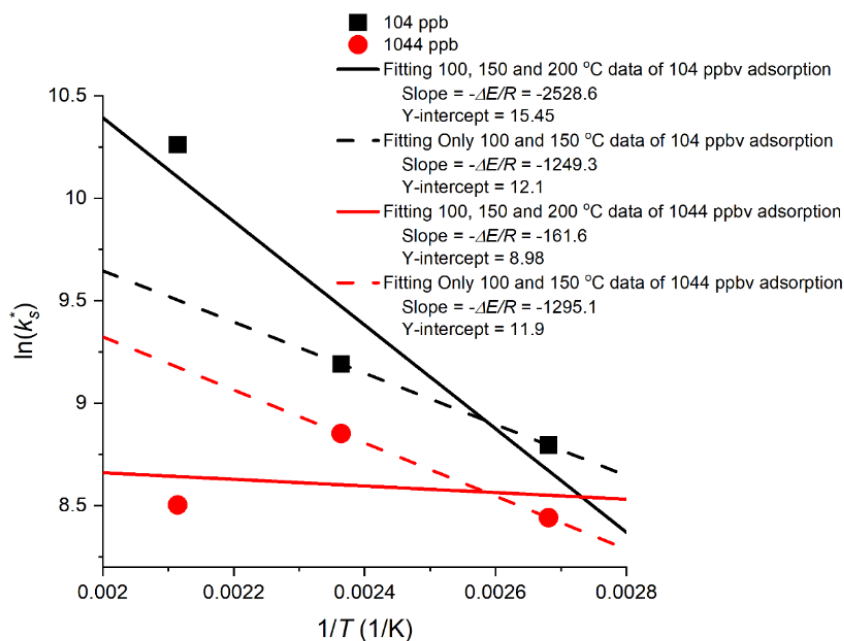 104 ppb
1044 ppb
Fitting 100, 150 and 200 °C data of 104 ppbv adsorption
Slope = -ΔE/R = -2528.6
Y-intercept = 15.45
Fitting Only 100 and 150 °C data of 104 ppbv adsorption
Slope = -ΔE/R = -1249.3
Y-intercept = 12.1
Fitting 100, 150 and 200 °C data of 1044 ppbv adsorption
Slope = -ΔE/R = -161.6
Y-intercept = 8.98
Fitting Only 100 and 150 °C data of 1044 ppbv adsorption
Slope = -ΔE/R = -1295.1
Y-intercept = 11.9
10.5
10
9.5
9
8.5
ln(k*s)
0.002
0.0022
0.0024
0.0026
0.0028
1/T (1/K)